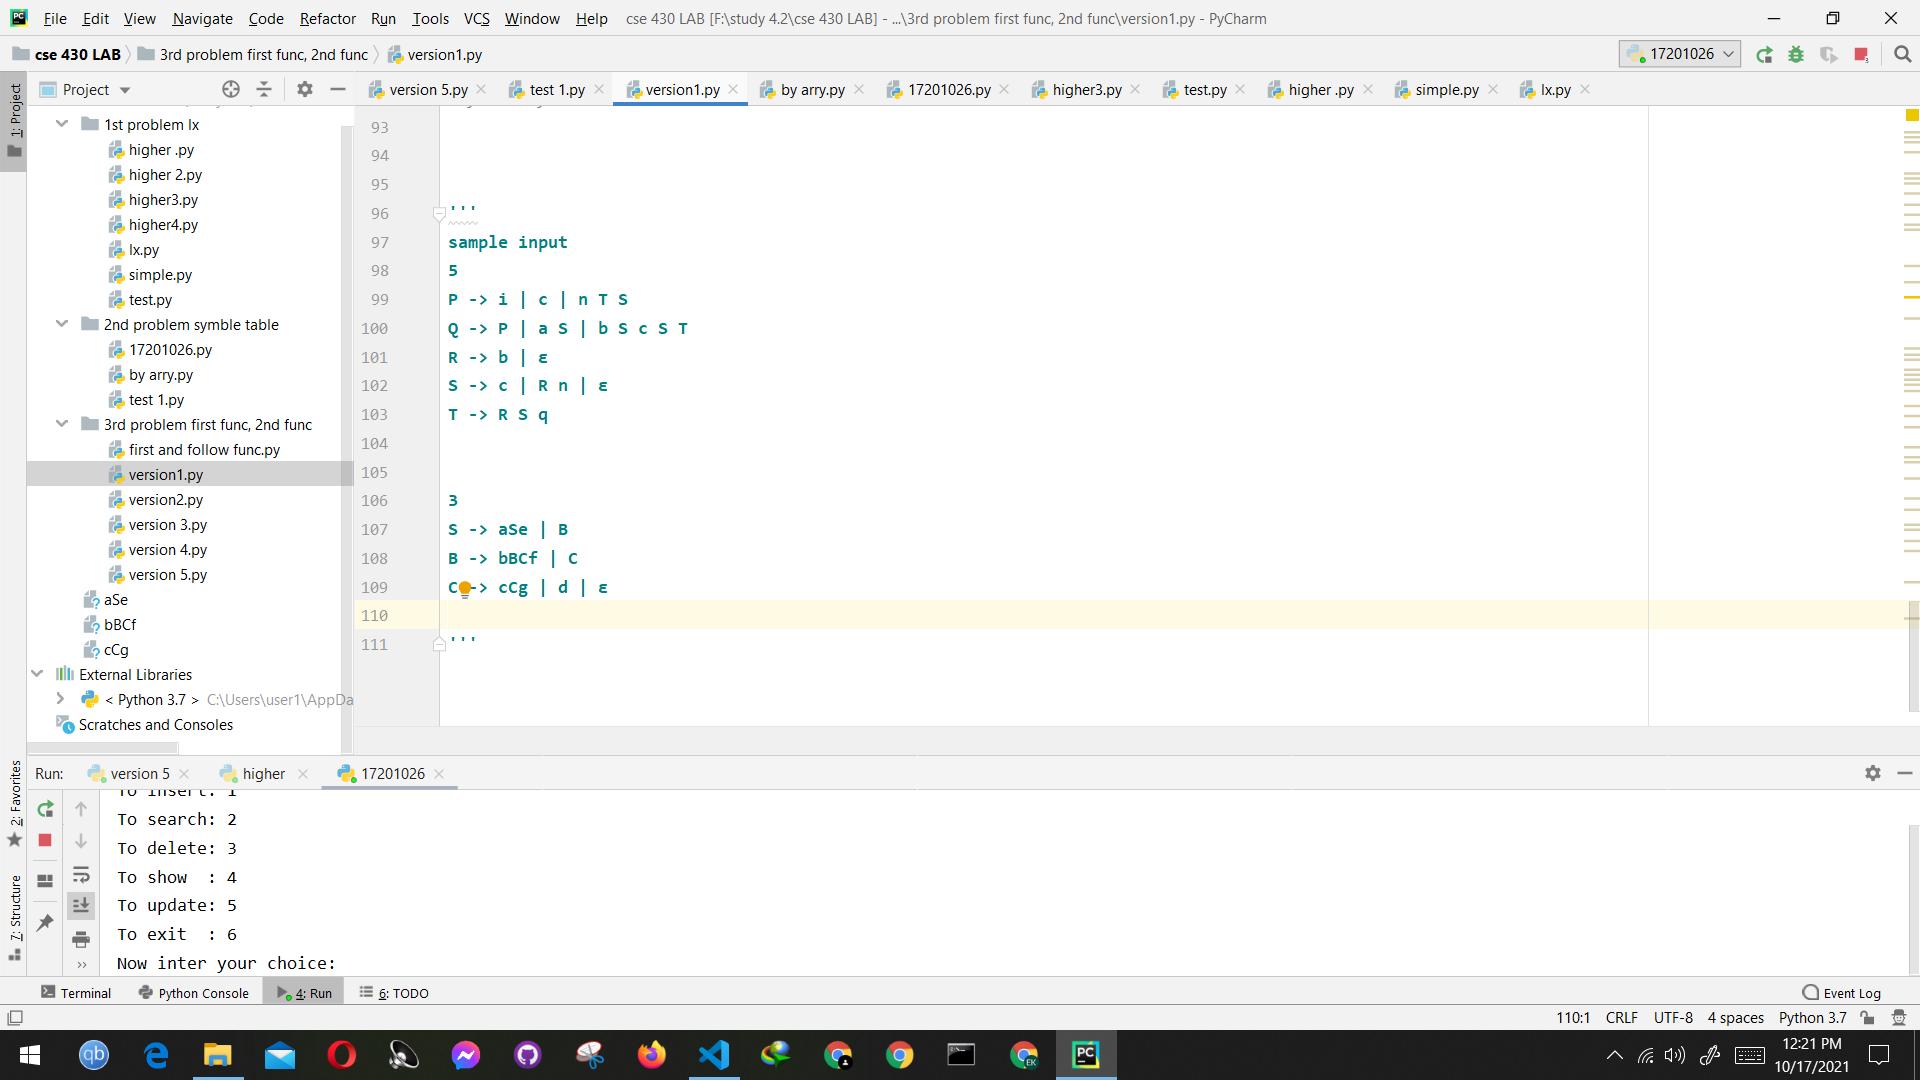 File Edit View Navigate Code Refactor Run Tools VCS Window Help cse 430 LAB [F:\study 4.2\cse 430 LAB] - ...\3rd problem first func, 2nd func\version1.py - PyCharm
cse 430 LAB 3rd problem first func, 2nd func version1.py 17201026
Project version 5.py test 1.py version1.py by arry.py 17201026.py higher3.py test.py higher .py simple.py lx.py
1: Project
1st problem lx
higher .py
higher 2.py
higher3.py
higher4.py
lx.py
simple.py
test.py
2nd problem symble table
17201026.py
by arry.py
test 1.py
3rd problem first func, 2nd func
first and follow func.py
version1.py
version2.py
version 3.py
version 4.py
version 5.py
aSe
bBCf
cCg
External Libraries
< Python 3.7 > C:\Users\user1\AppDa
Scratches and Consoles
93
94
95
96 '''
97 sample input
98 5
99 P -> i | c | n T S
100 Q -> P | a S | b S c S T
101 R -> b | ε
102 S -> c | R n | ε
103 T -> R S q
104
105
106 3
107 S -> aSe | B
108 B -> bBCf | C
109 C -> cCg | d | ε
110
111 '''
2: Favorites
7: Structure
Run: version 5 higher 17201026
To insert: 1
To search: 2
To delete: 3
To show  : 4
To update: 5
To exit  : 6
Now inter your choice:
Terminal Python Console 4: Run 6: TODO Event Log
110:1 CRLF UTF-8 4 spaces Python 3.7
12:21 PM
10/17/2021